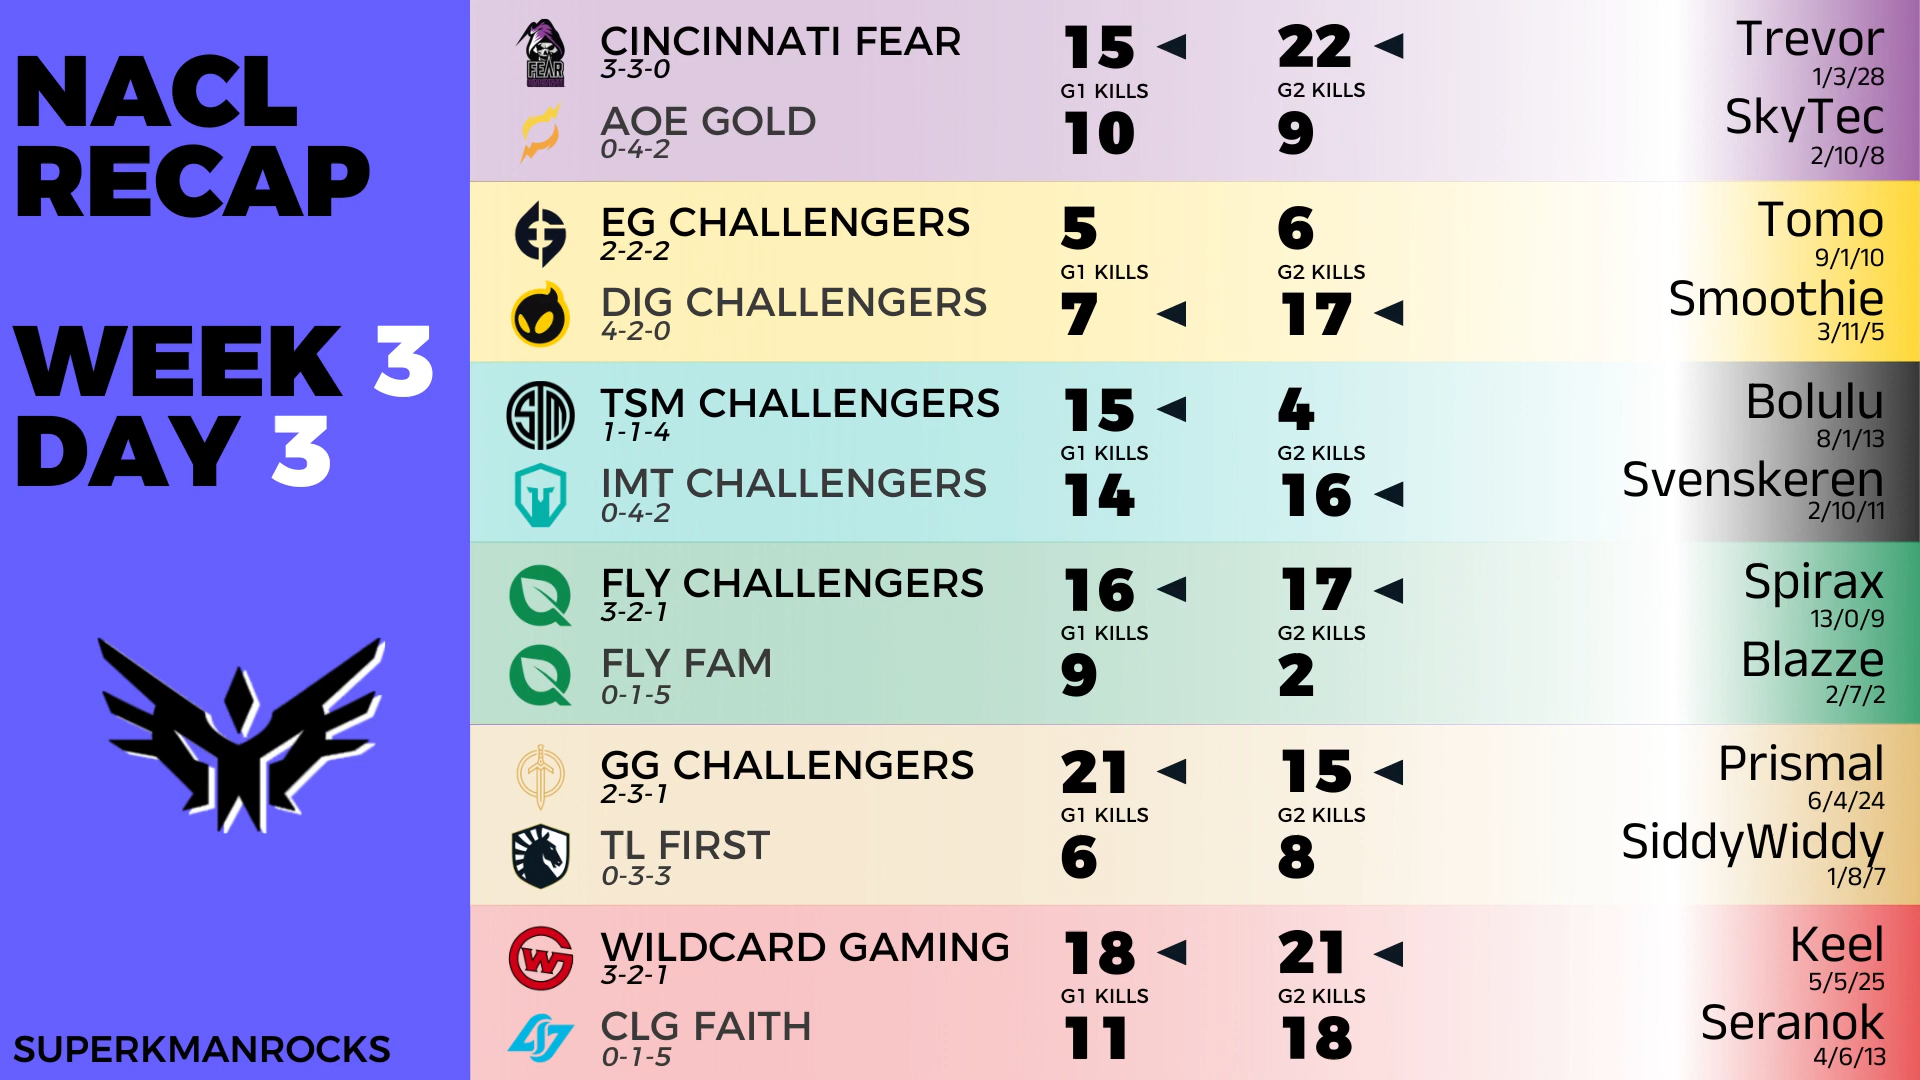 NACL
RECAP
WEEK 3
DAY 3
SUPERKMANROCKS
FEAR
CINCINNATI FEAR
3-3-0
15
G1 KILLS
10
22
G2 KILLS
9
AOE GOLD
0-4-2
Trevor
1/3/28
SkyTec
2/10/8
EG CHALLENGERS
2-2-2
5
G1 KILLS
7
6
G2 KILLS
17
DIG CHALLENGERS
4-2-0
Tomo
9/1/10
Smoothie
3/11/5
TSM
TSM CHALLENGERS
1-1-4
15
G1 KILLS
14
4
G2 KILLS
16
IMT CHALLENGERS
0-4-2
Bolulu
8/1/13
Svenskeren
2/10/11
FLY CHALLENGERS
3-2-1
16
G1 KILLS
9
17
G2 KILLS
2
FLY FAM
0-1-5
Spirax
13/0/9
Blazze
2/7/2
GG CHALLENGERS
2-3-1
21
G1 KILLS
6
15
G2 KILLS
8
TL FIRST
0-3-3
Prismal
6/4/24
SiddyWiddy
1/8/7
WILDCARD GAMING
3-2-1
18
G1 KILLS
11
21
G2 KILLS
18
CLG FAITH
0-1-5
Keel
5/5/25
Seranok
4/6/13